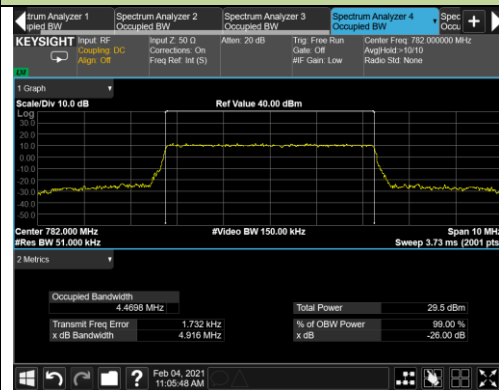 trum Analyzer 1
upied BW
Spectrum Analyzer 2
Occupied BW
Spectrum Analyzer 3
Occupied BW
Spectrum Analyzer 4
Occupied BW
Spec
Occu
KEYSIGHT
Input: RF
Coupling: DC
Align: Off
Input Z: 50 Ω
Corrections: On
Freq Ref: Int (S)
Atten: 20 dB
Trig: Free Run
Gate: Off
#IF Gain: Low
Center Freq: 782.000000 MHz
Avg|Hold:>10/10
Radio Std: None
1 Graph
Scale/Div 10.0 dB
Ref Value 40.00 dBm
Log
30.0
20.0
10.0
0.00
-10.0
-20.0
-30.0
-40.0
-50.0
Center 782.000 MHz
#Video BW 150.00 kHz
Span 10 MHz
#Res BW 51.000 kHz
Sweep 3.73 ms (2001 pts
2 Metrics
Occupied Bandwidth
4.4698 MHz
Total Power
29.5 dBm
Transmit Freq Error
1.732 kHz
% of OBW Power
99.00 %
x dB Bandwidth
4.916 MHz
x dB
-26.00 dB
Feb 04, 2021
11:05:48 AM